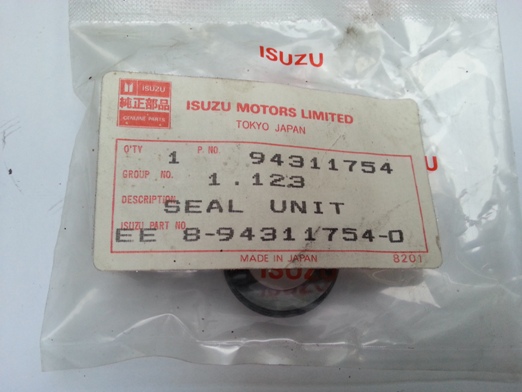 ISUZU
ISUZU
純正部品
GENUINE PARTS
ISUZU MOTORS LIMITED
TOKYO JAPAN
Q'TY 1 P. NO. 94311754
GROUP NO. 1.123
DESCRIPTION SEAL UNIT
ISUZU PART NO.
EE 8-94311754-0
MADE IN JAPAN 8201
ISUZU